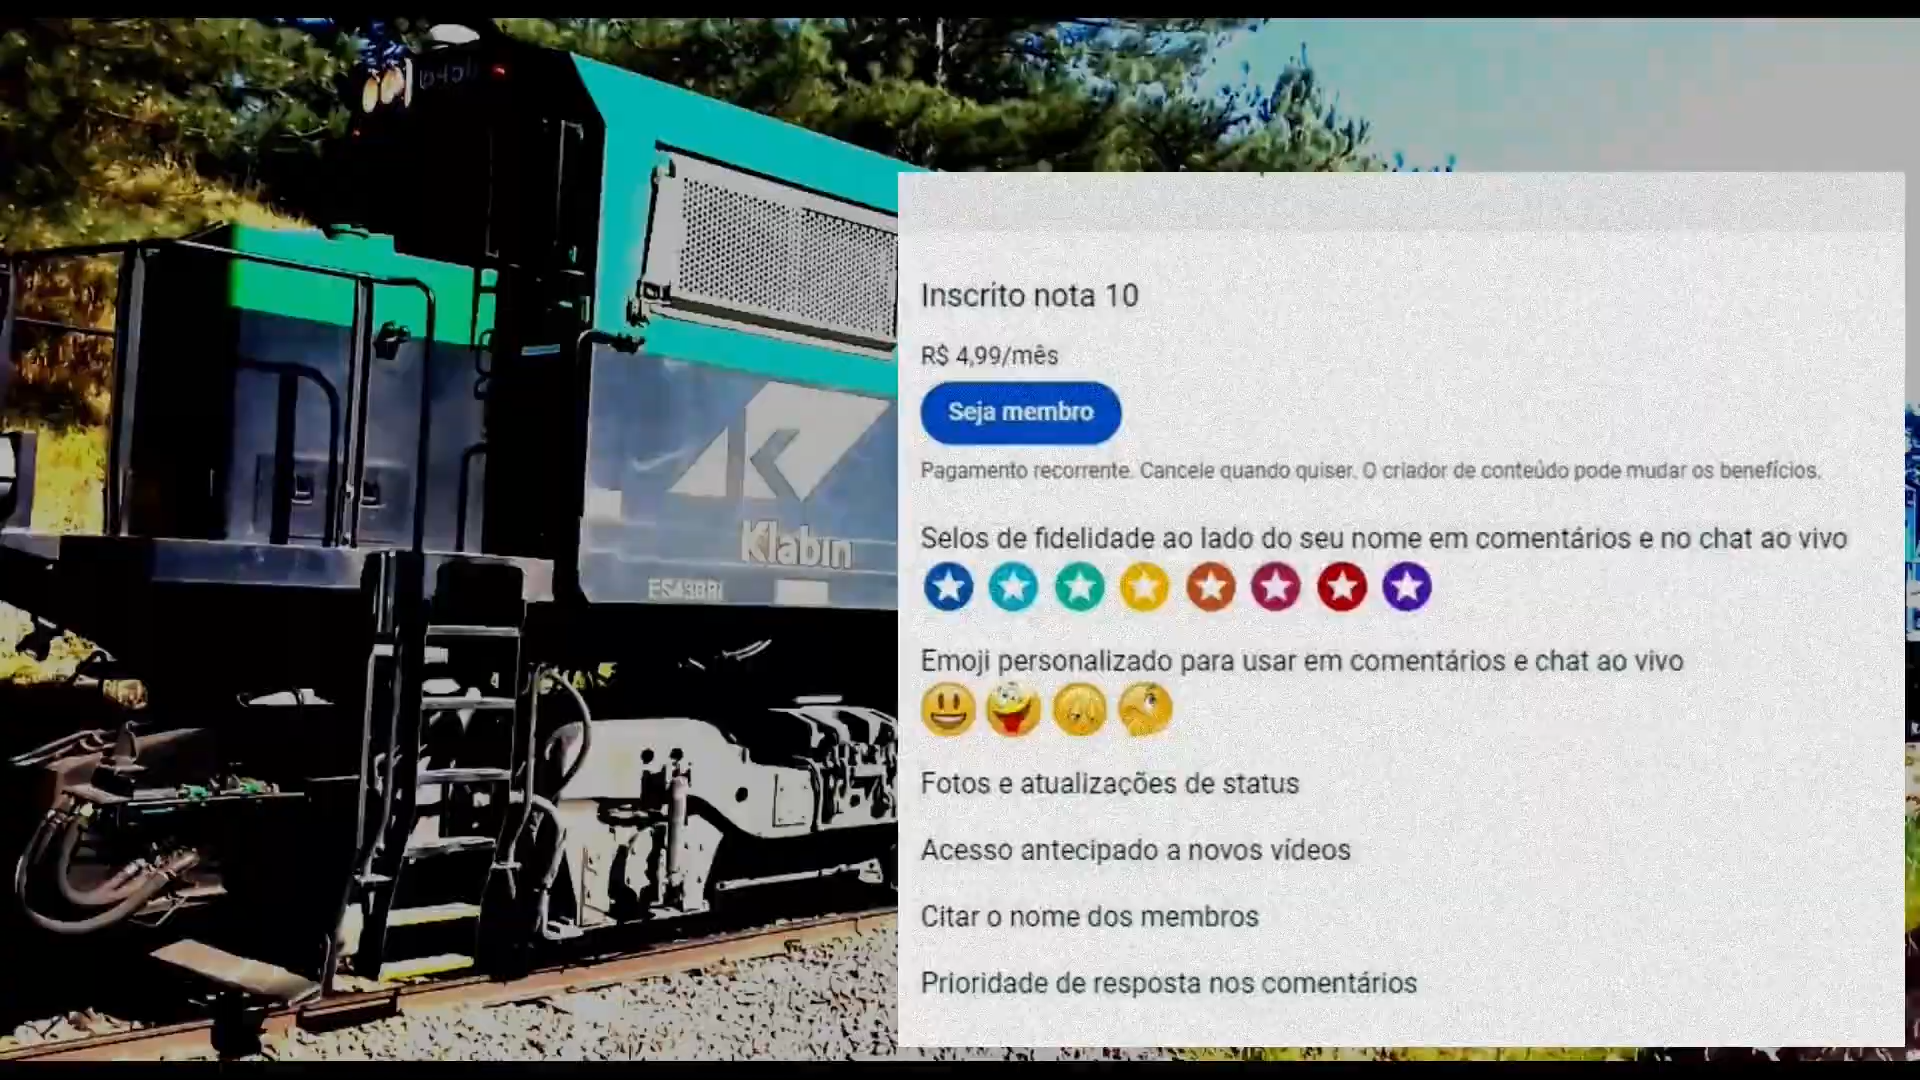 Klabin
Inscrito nota 10
R$ 4,99/mês
Seja membro
Pagamento recorrente. Cancele quando quiser. O criador de conteúdo pode mudar os benefícios.
Selos de fidelidade ao lado do seu nome em comentários e no chat ao vivo
Emoji personalizado para usar em comentários e chat ao vivo
Fotos e atualizações de status
Acesso antecipado a novos vídeos
Citar o nome dos membros
Prioridade de resposta nos comentários